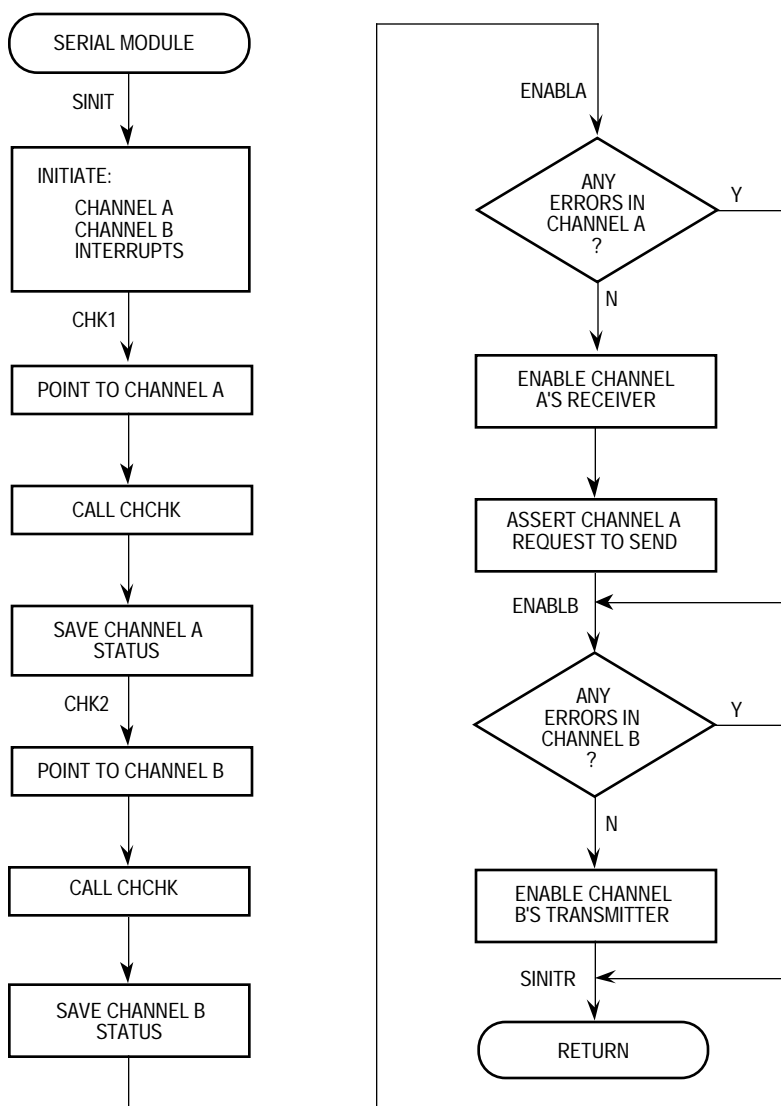 SERIAL MODULE
SINIT
INITIATE:
CHANNEL A
CHANNEL B
INTERRUPTS
CHK1
POINT TO CHANNEL A
CALL CHCHK
SAVE CHANNEL A
STATUS
CHK2
POINT TO CHANNEL B
CALL CHCHK
SAVE CHANNEL B
STATUS
ENABLA
ANY
ERRORS IN
CHANNEL A
?
Y
N
ENABLE CHANNEL
A'S RECEIVER
ASSERT CHANNEL A
REQUEST TO SEND
ENABLB
ANY
ERRORS IN
CHANNEL B
?
Y
N
ENABLE CHANNEL
B'S TRANSMITTER
SINITR
RETURN